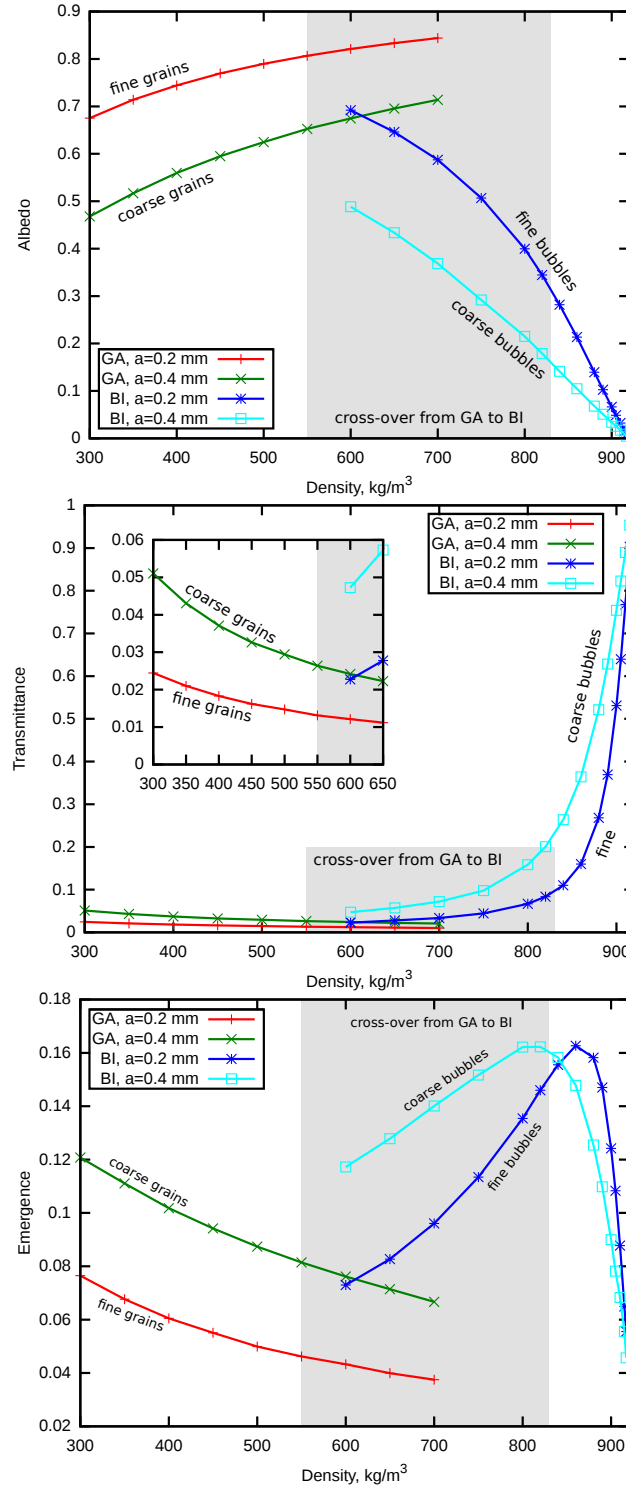 0.9
0.8
0.7
0.6
0.5
0.4
0.3
0.2
0.1
0
Albedo
fine grains
coarse grains
fine bubbles
coarse bubbles
GA, a=0.2 mm
GA, a=0.4 mm
BI, a=0.2 mm
BI, a=0.4 mm
cross-over from GA to BI
300 400 500 600 700 800 900
Density, kg/m³
1
0.9
0.8
0.7
0.6
0.5
0.4
0.3
0.2
0.1
0
Transmittance
GA, a=0.2 mm
GA, a=0.4 mm
BI, a=0.2 mm
BI, a=0.4 mm
0.06
0.05
0.04
0.03
0.02
0.01
0
coarse grains
fine grains
300 350 400 450 500 550 600 650
coarse bubbles
fine
cross-over from GA to BI
300 400 500 600 700 800 900
Density, kg/m³
0.18
0.16
0.14
0.12
0.1
0.08
0.06
0.04
0.02
Emergence
GA, a=0.2 mm
GA, a=0.4 mm
BI, a=0.2 mm
BI, a=0.4 mm
cross-over from GA to BI
coarse bubbles
fine bubbles
coarse grains
fine grains
300 400 500 600 700 800 900
Density, kg/m³